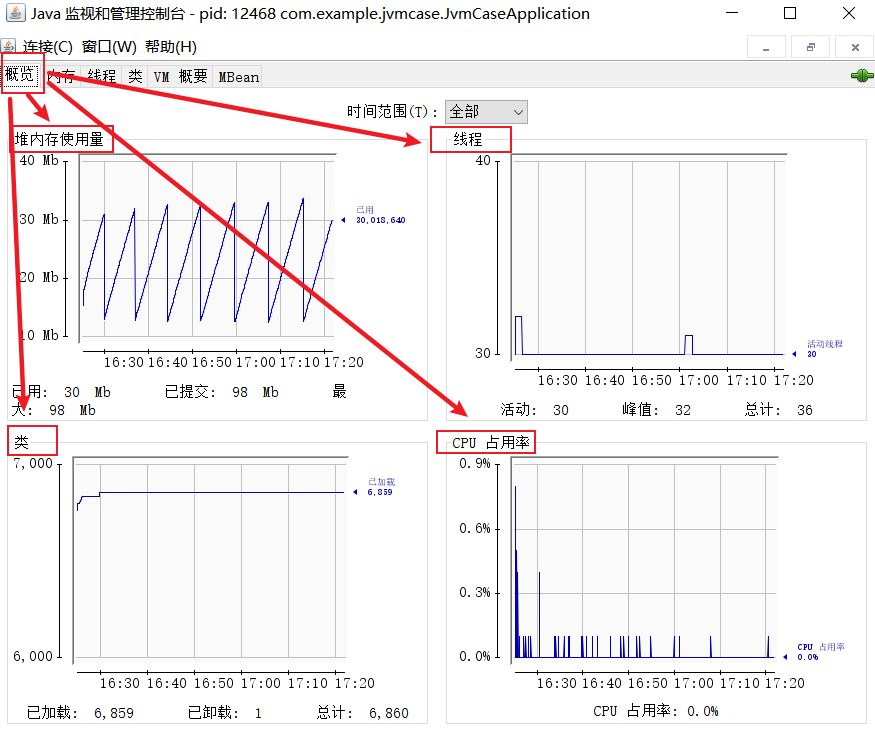 Java 监视和管理控制台 - pid: 12468 com.example.jvmcase.JvmCaseApplication
连接(C) 窗口(W) 帮助(H)
概览 内存 线程 类 VM 概要 MBean
时间范围(T): 全部
堆内存使用量
40 Mb
30 Mb
20 Mb
10 Mb
已用
30,018,640
16:30 16:40 16:50 17:00 17:10 17:20
已用: 30 Mb 已提交: 98 Mb 最
大: 98 Mb
线程
40
30
活动线程
30
16:30 16:40 16:50 17:00 17:10 17:20
活动: 30 峰值: 32 总计: 36
类
7,000
6,000
已加载
6,859
16:30 16:40 16:50 17:00 17:10 17:20
已加载: 6,859 已卸载: 1 总计: 6,860
CPU 占用率
0.9%
0.6%
0.3%
0.0%
CPU 占用率
0.0%
16:30 16:40 16:50 17:00 17:10 17:20
CPU 占用率: 0.0%